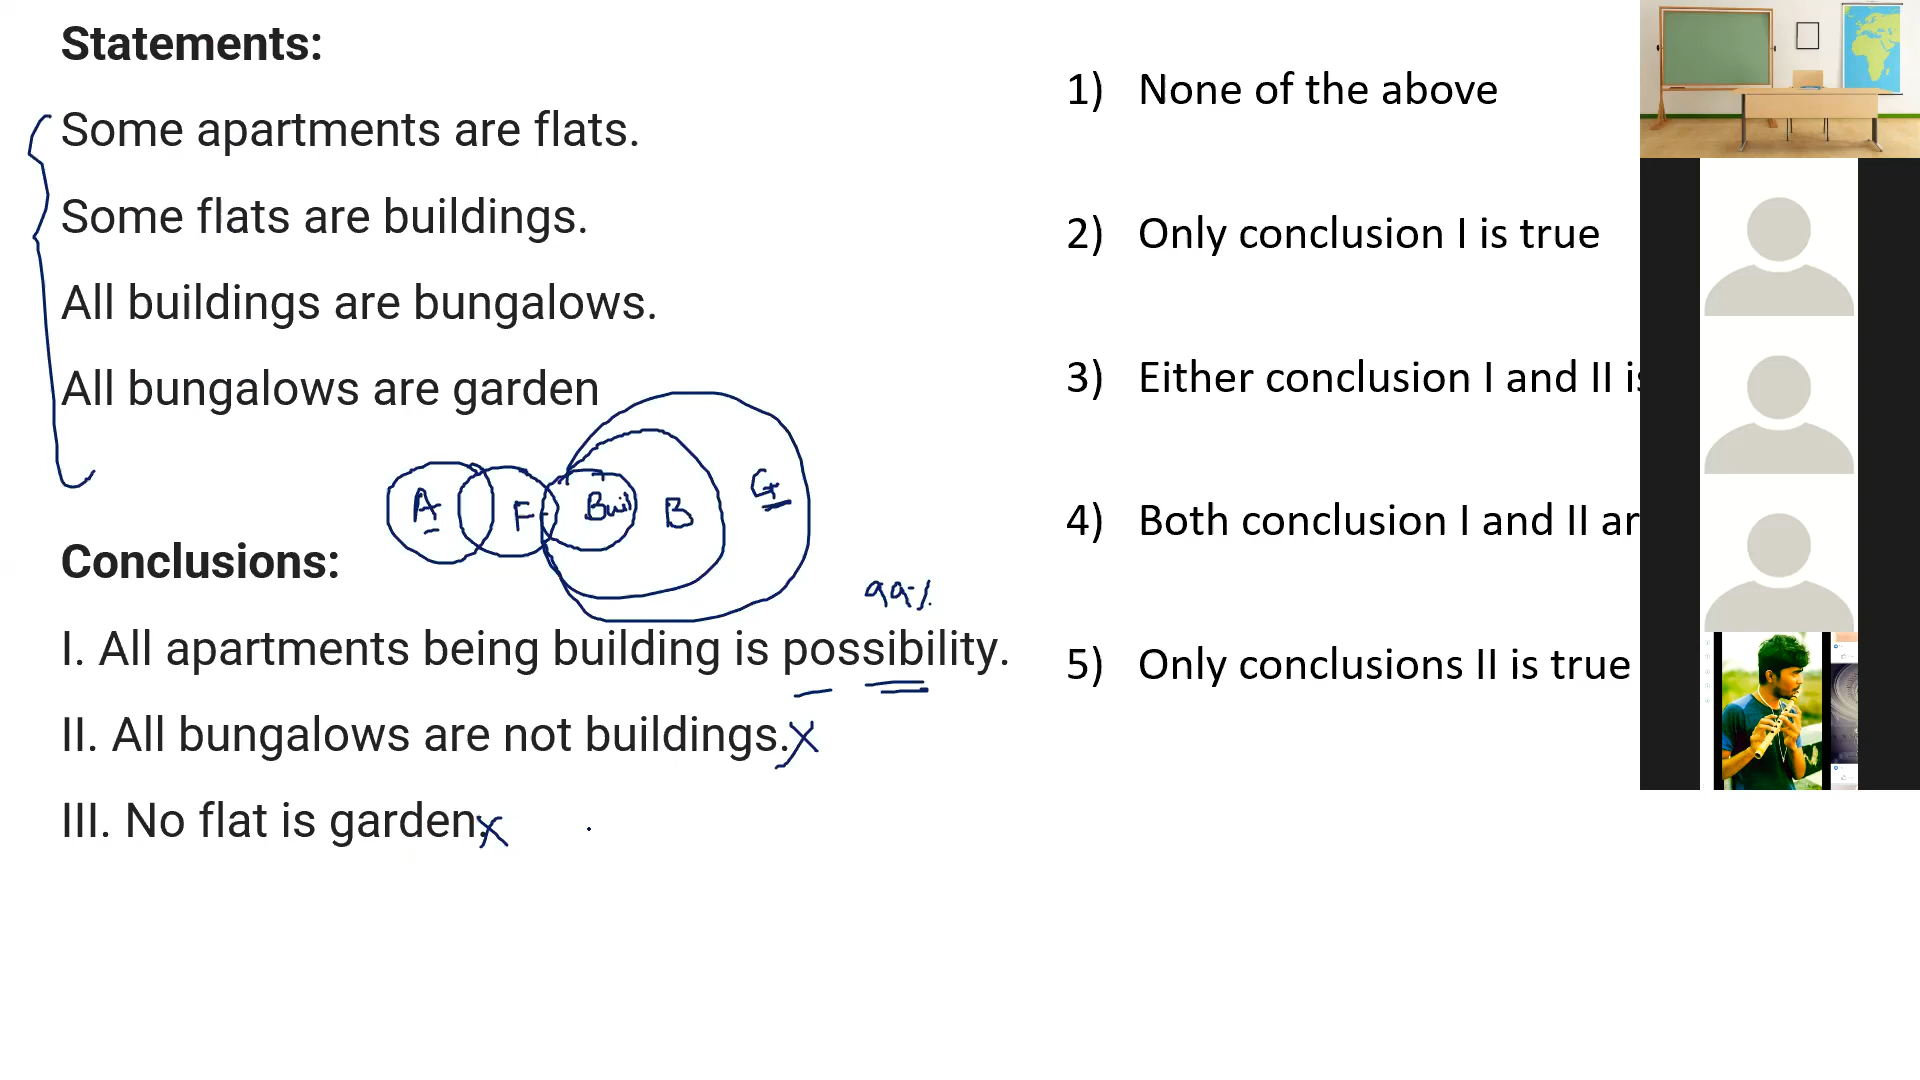 Statements:
Some apartments are flats.
Some flats are buildings.
All buildings are bungalows.
All bungalows are garden
A F Buil B G
Conclusions:
99%
I. All apartments being building is possibility.
II. All bungalows are not buildings.X
III. No flat is garden.X
1) None of the above
2) Only conclusion I is true
3) Either conclusion I and II is
4) Both conclusion I and II ar
5) Only conclusions II is true